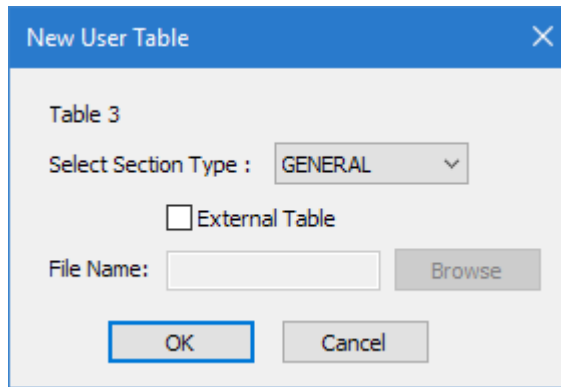 New User Table
Table 3
Select Section Type : GENERAL
External Table
File Name: Browse
OK Cancel